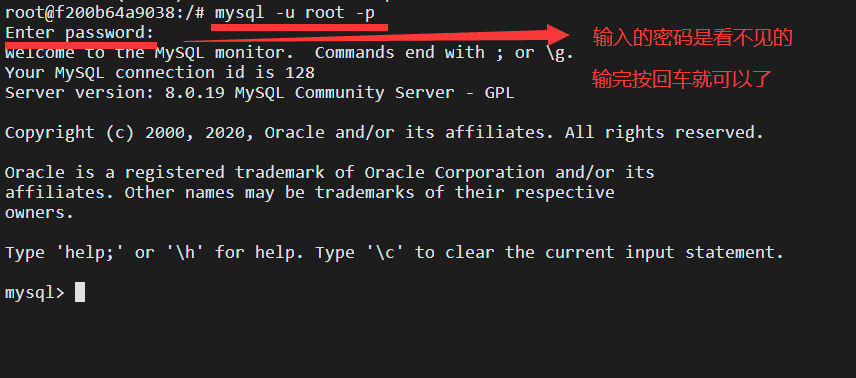 root@f200b64a9038:/# mysql -u root -p
Enter password:
输入的密码是看不见的
Welcome to the MySQL monitor.  Commands end with ; or \g.
Your MySQL connection id is 128
输完按回车就可以了
Server version: 8.0.19 MySQL Community Server - GPL
Copyright (c) 2000, 2020, Oracle and/or its affiliates. All rights reserved.
Oracle is a registered trademark of Oracle Corporation and/or its
affiliates. Other names may be trademarks of their respective
owners.
Type 'help;' or '\h' for help. Type '\c' to clear the current input statement.
mysql>